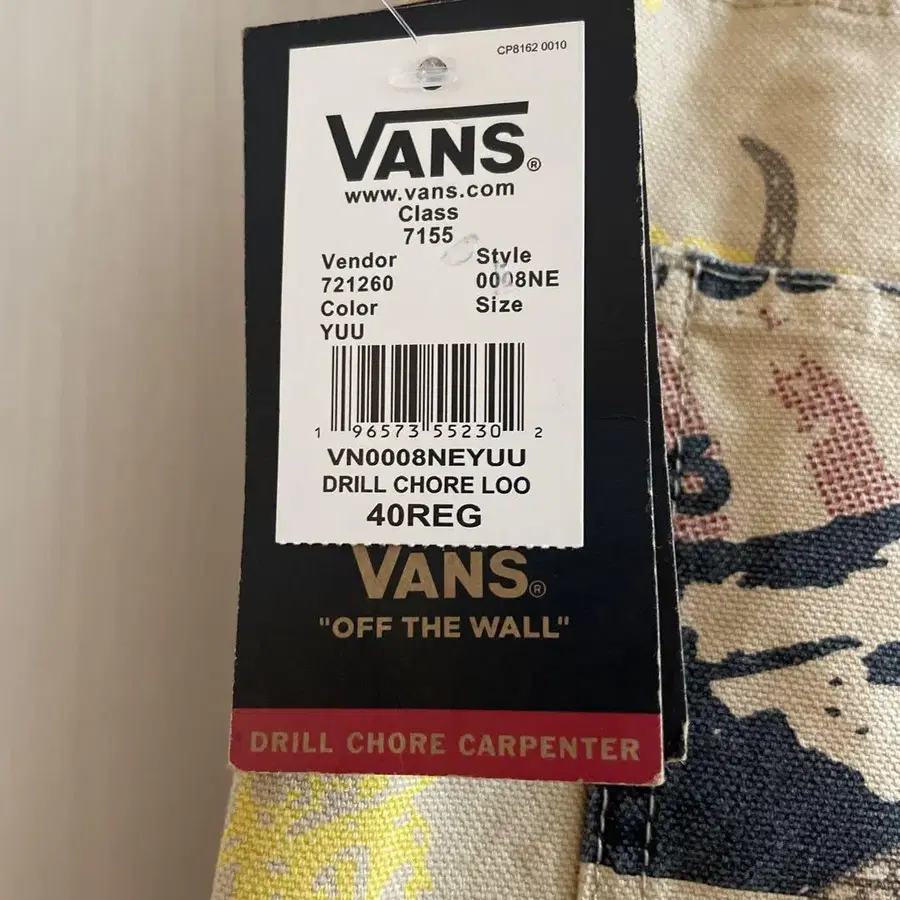 CP8162 0010
VANS®
www.vans.com
Class
7155
Vendor Style
721260 0008NE
Color Size
YUU
1 96573 55230 2
VN0008NEYUU
DRILL CHORE LOO
40REG
VANS®
"OFF THE WALL"
DRILL CHORE CARPENTER